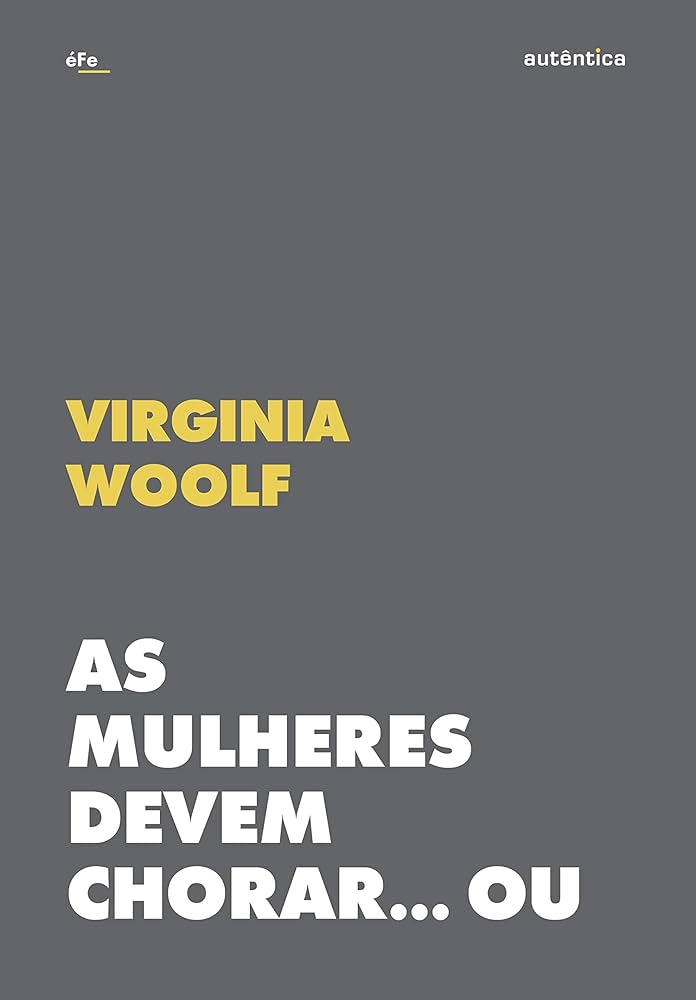 éFe
autêntica
VIRGINIA
WOOLF
AS
MULHERES
DEVEM
CHORAR... OU